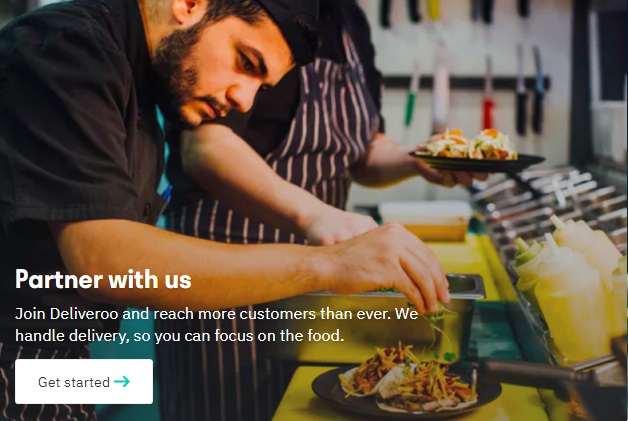 Partner with us
Join Deliveroo and reach more customers than ever. We
handle delivery, so you can focus on the food.
Get started